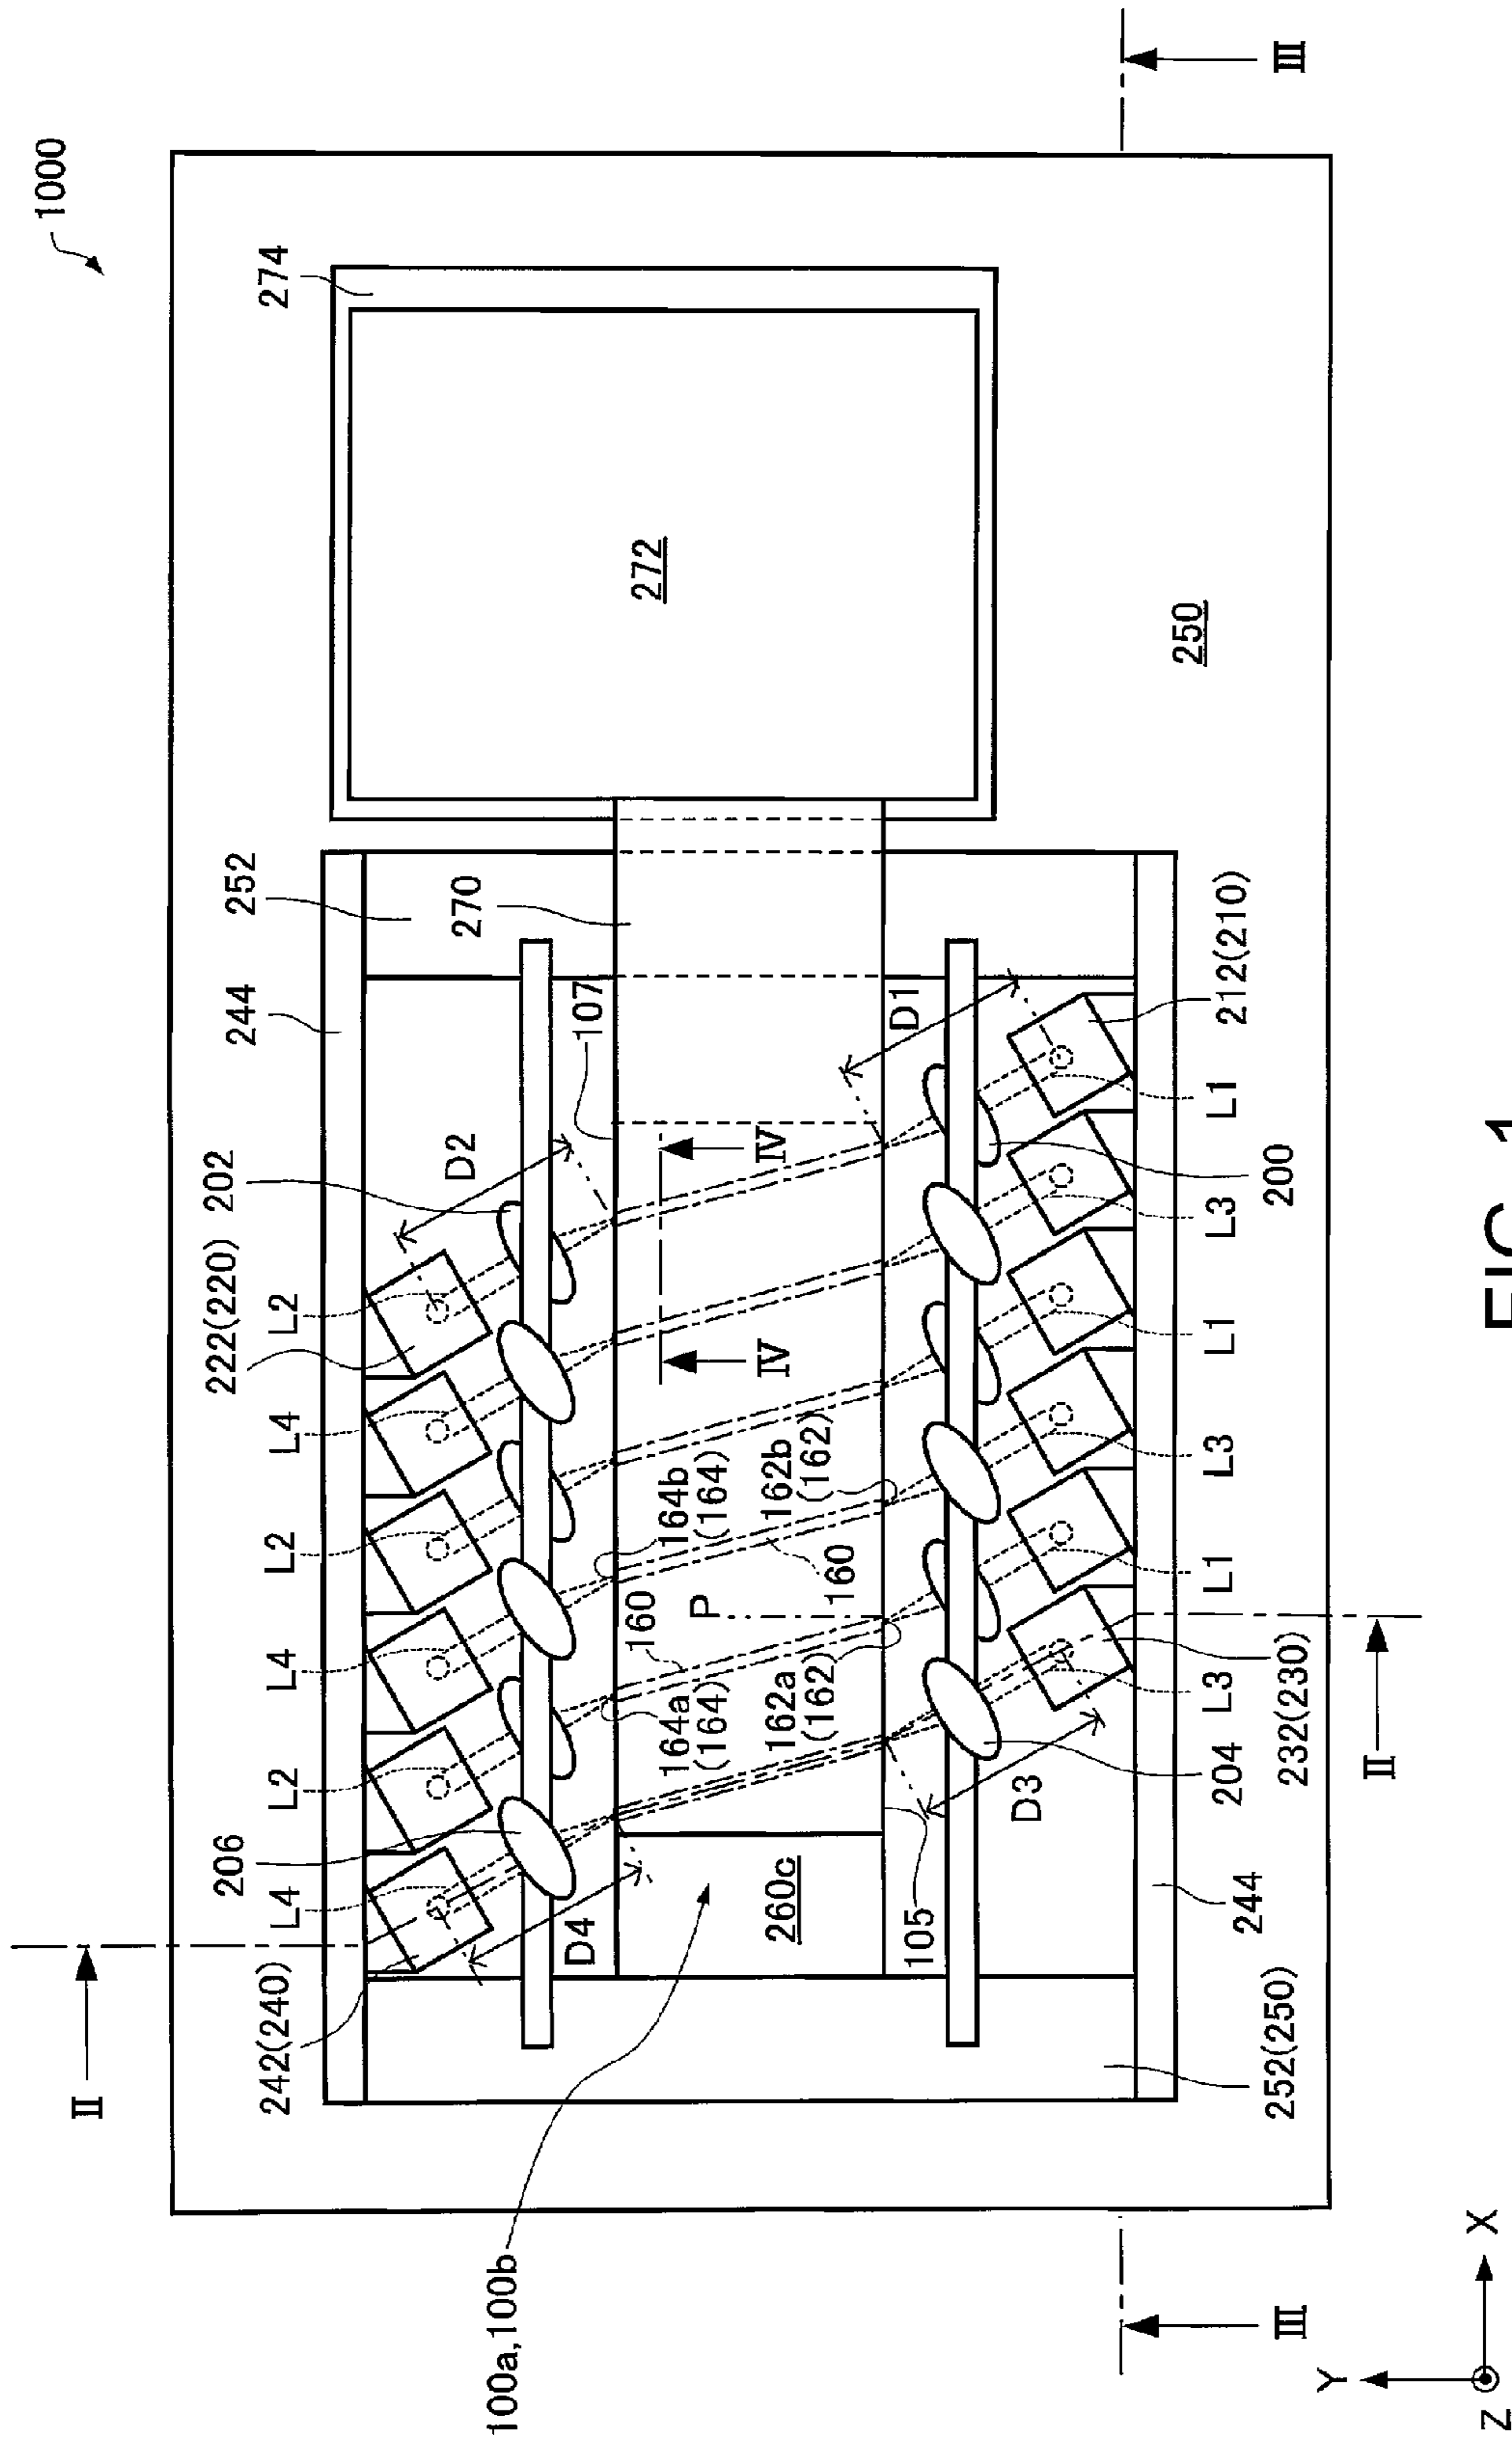 1000
274
272
250
252
270
244
107
D1
212(210)
202
D2
222(220)
L2
L4
L2
L4
L2
L4
206
242(240)
D4
IV
IV
164b
(164)
162b
(162)
160
160
P
164a
(164)
162a
(162)
L1
L3
L1
L3
L1
L3
200
204
232(230)
D3
105
260c
244
252(250)
100a,100b
II
II
III
III
X
Y
Z
FIG. 1